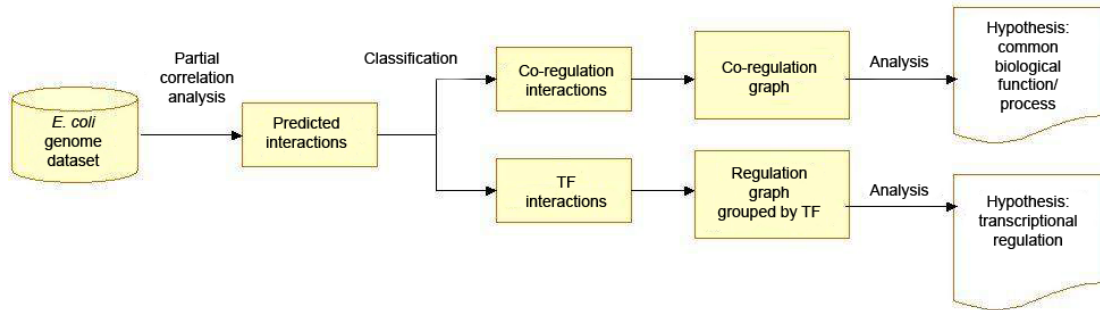 E. coli
genome
dataset
Partial
correlation
analysis
Predicted
interactions
Classification
Co-regulation
interactions
Co-regulation
graph
Analysis
Hypothesis:
common
biological
function/
process
TF
interactions
Regulation
graph
grouped by TF
Analysis
Hypothesis:
transcriptional
regulation